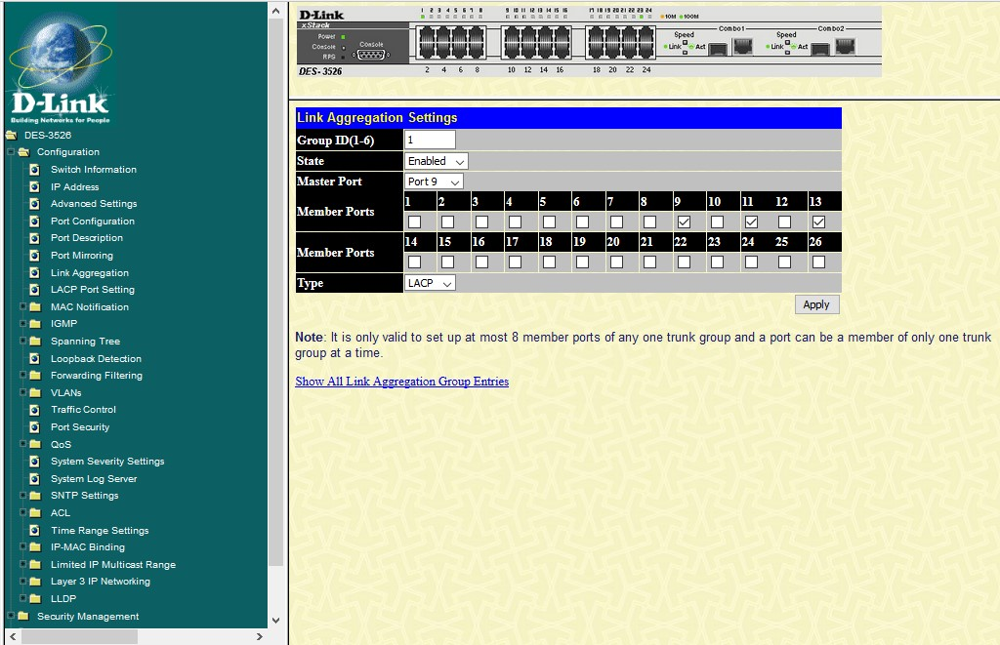 D-Link
Building Networks for People
DES-3526
Configuration
Switch Information
IP Address
Advanced Settings
Port Configuration
Port Description
Port Mirroring
Link Aggregation
LACP Port Setting
MAC Notification
IGMP
Spanning Tree
Loopback Detection
Forwarding Filtering
VLANs
Traffic Control
Port Security
QoS
System Severity Settings
System Log Server
SNTP Settings
ACL
Time Range Settings
IP-MAC Binding
Limited IP Multicast Range
Layer 3 IP Networking
LLDP
Security Management
D-Link
xStack
Power
Console
RPS
Console
DES-3526
1 2 3 4 5 6 7 8 9 10 11 12 13 14 15 16 17 18 19 20 21 22 23 24 10M 100M
2 4 6 8 10 12 14 16 18 20 22 24
Speed Combo1 Speed Combo2
Link Act Link Act
Link Aggregation Settings
Group ID(1-6) 1
State Enabled
Master Port Port 9
Member Ports 1 2 3 4 5 6 7 8 9 10 11 12 13
Member Ports 14 15 16 17 18 19 20 21 22 23 24 25 26
Type LACP
Apply
Note: It is only valid to set up at most 8 member ports of any one trunk group and a port can be a member of only one trunk
group at a time.
Show All Link Aggregation Group Entries